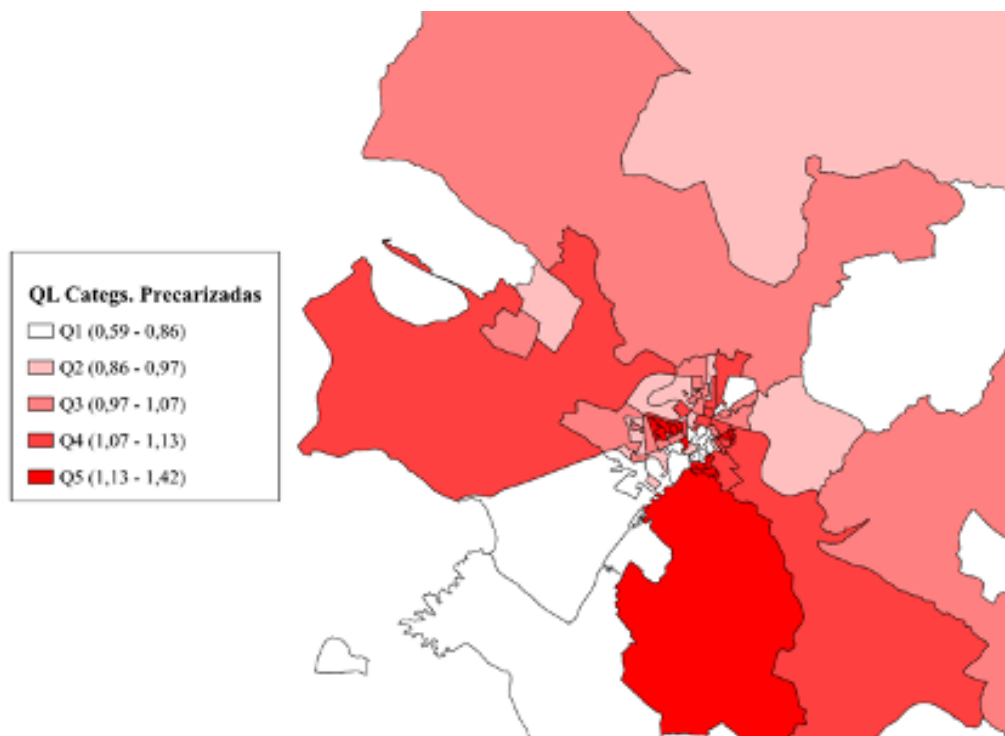 QL Categs. Precarizadas
Q1 (0,59 - 0,86)
Q2 (0,86 - 0,97)
Q3 (0,97 - 1,07)
Q4 (1,07 - 1,13)
Q5 (1,13 - 1,42)